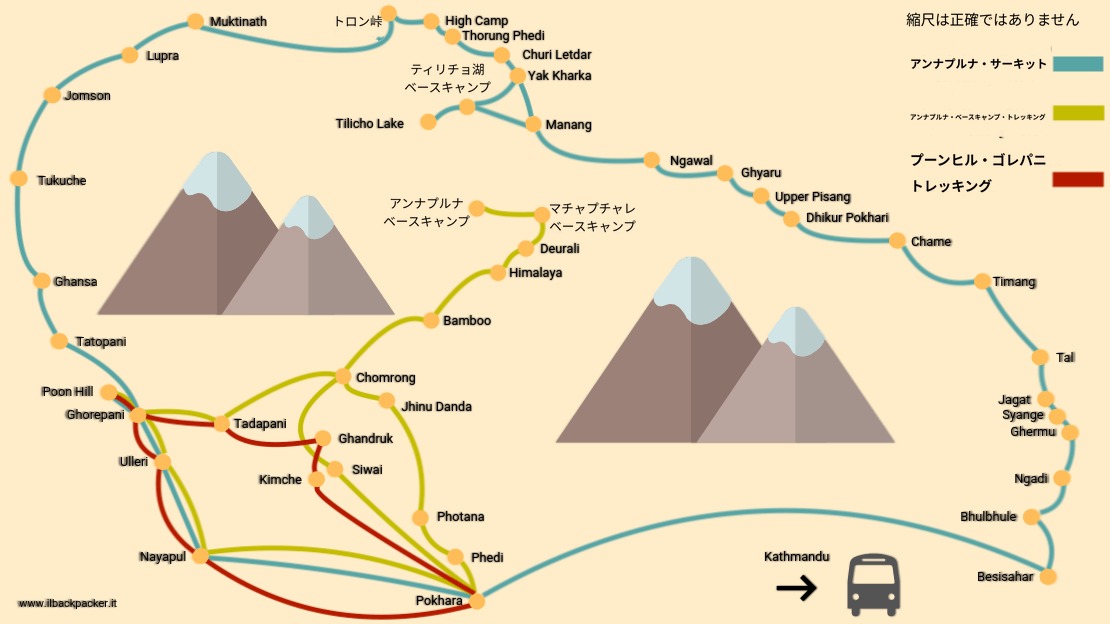 縮尺は正確ではありません
アンナプルナ・サーキット
アンナプルナ・ベースキャンプ・トレッキング
プーンヒル・ゴレパニ
トレッキング
Muktinath
トロン峠
High Camp
Thorung Phedi
Lupra
Churi Letdar
ティリチョ湖
ベースキャンプ
Yak Kharka
Jomson
Tilicho Lake
Manang
Ngawal
Ghyaru
Tukuche
Upper Pisang
アンナプルナ
ベースキャンプ
マチャプチャレ
ベースキャンプ
Dhikur Pokhari
Chame
Deurali
Himalaya
Ghansa
Timang
Bamboo
Tatopani
Tal
Chomrong
Poon Hill
Jhinu Danda
Jagat
Ghorepani
Syange
Tadapani
Ghermu
Ghandruk
Ulleri
Siwai
Kimche
Ngadi
Photana
Bhulbhule
Nayapul
Phedi
Kathmandu
Besisahar
Pokhara
www.ilbackpacker.it